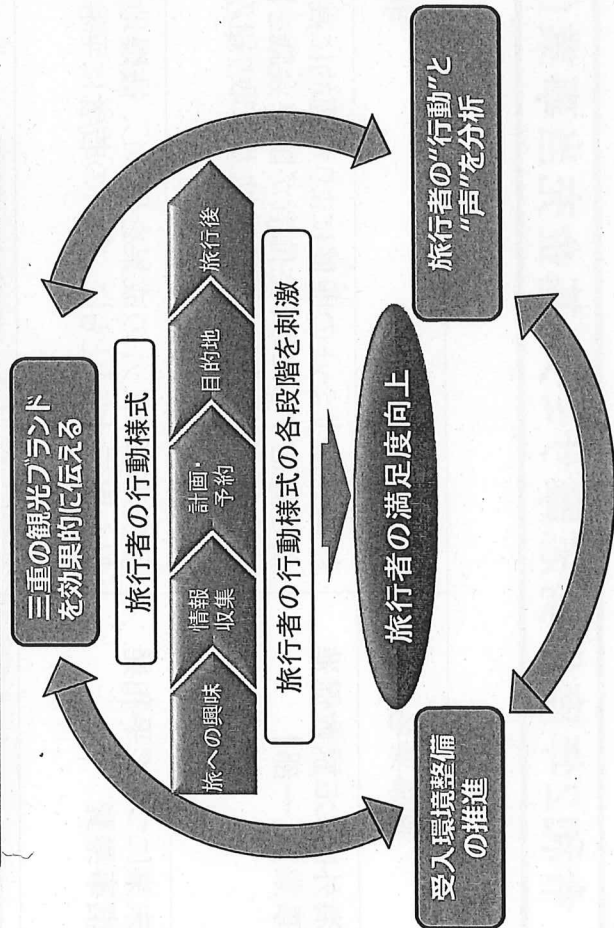 三重の観光ブランド
を効果的に伝える
旅行者の行動様式
旅への興味
情報
収集
計画・
予約
目的地
旅行後
旅行者の行動様式の各段階を刺激
旅行者の満足度向上
受入環境整備
の推進
旅行者の"行動"と
"声"を分析